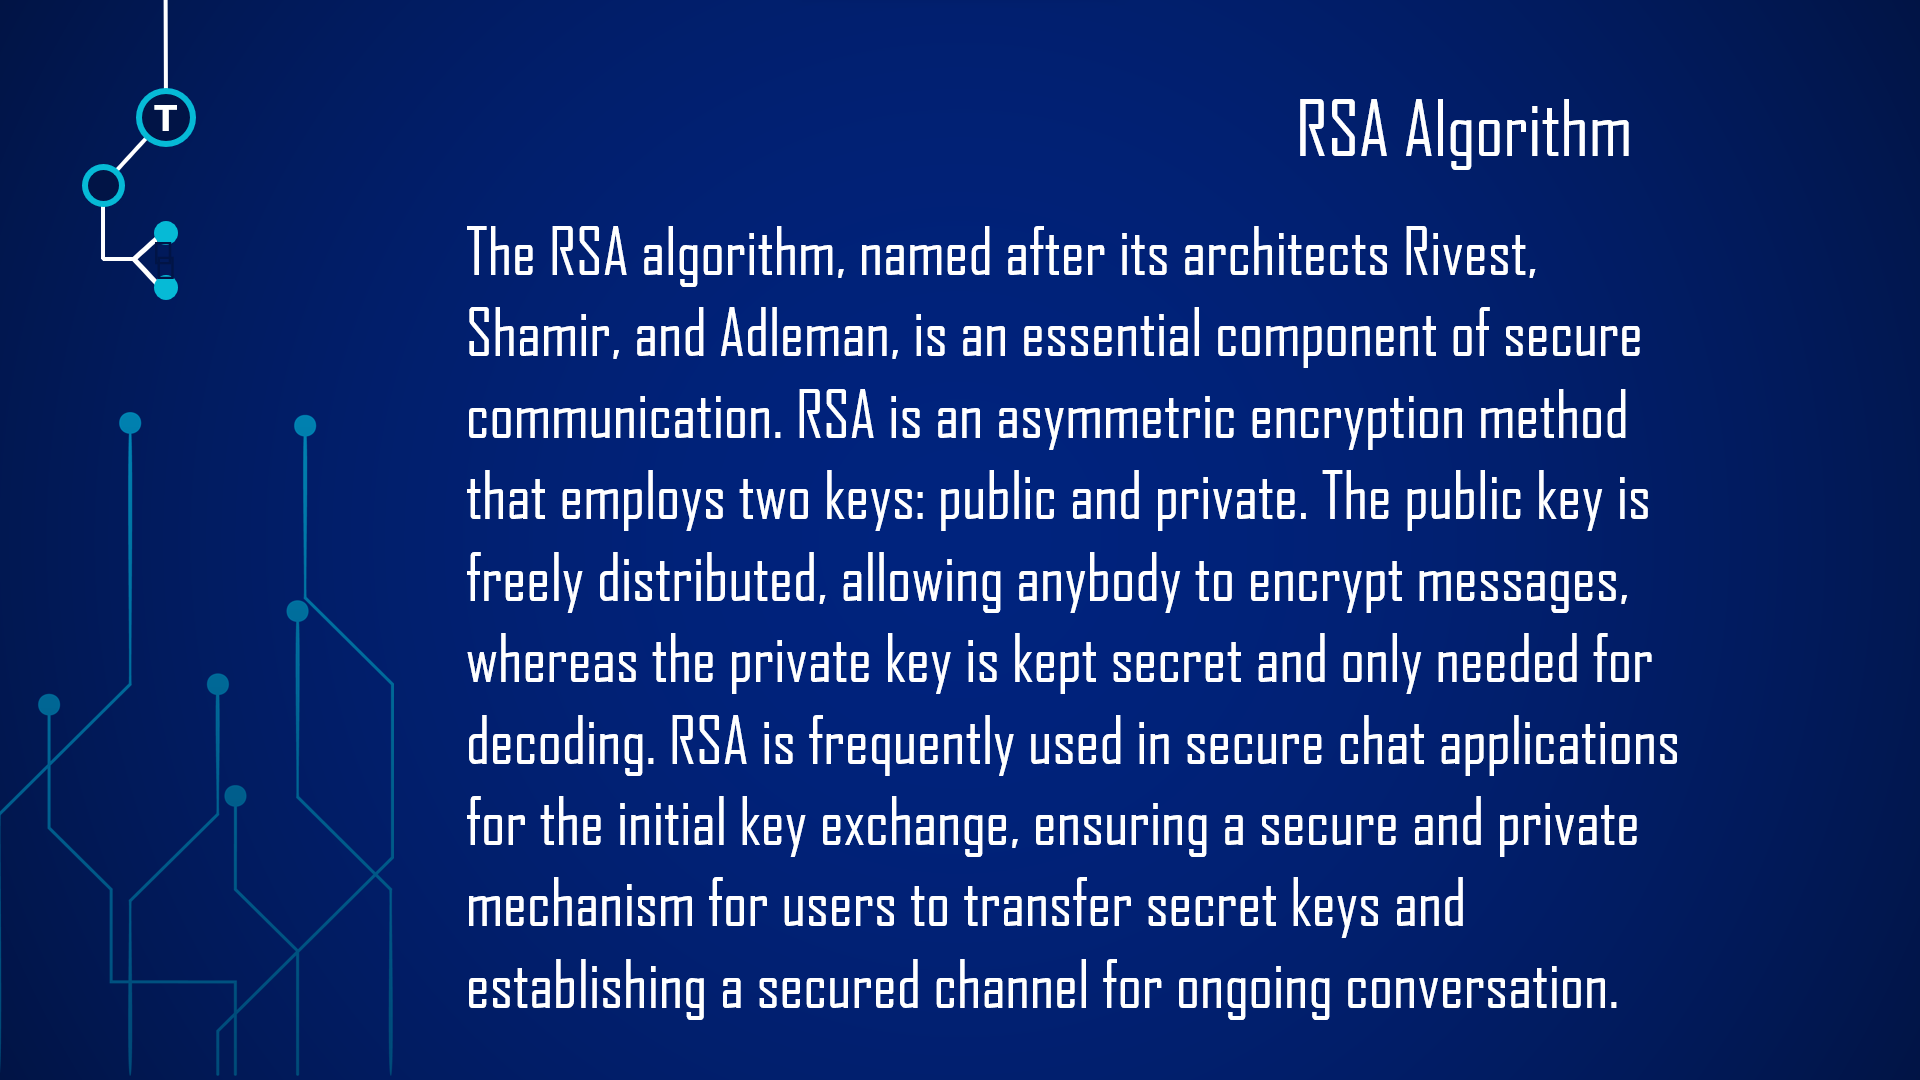 T
RSA Algorithm
The RSA algorithm, named after its architects Rivest,
Shamir, and Adleman, is an essential component of secure
communication. RSA is an asymmetric encryption method
that employs two keys: public and private. The public key is
freely distributed, allowing anybody to encrypt messages,
whereas the private key is kept secret and only needed for
decoding. RSA is frequently used in secure chat applications
for the initial key exchange, ensuring a secure and private
mechanism for users to transfer secret keys and
establishing a secured channel for ongoing conversation.